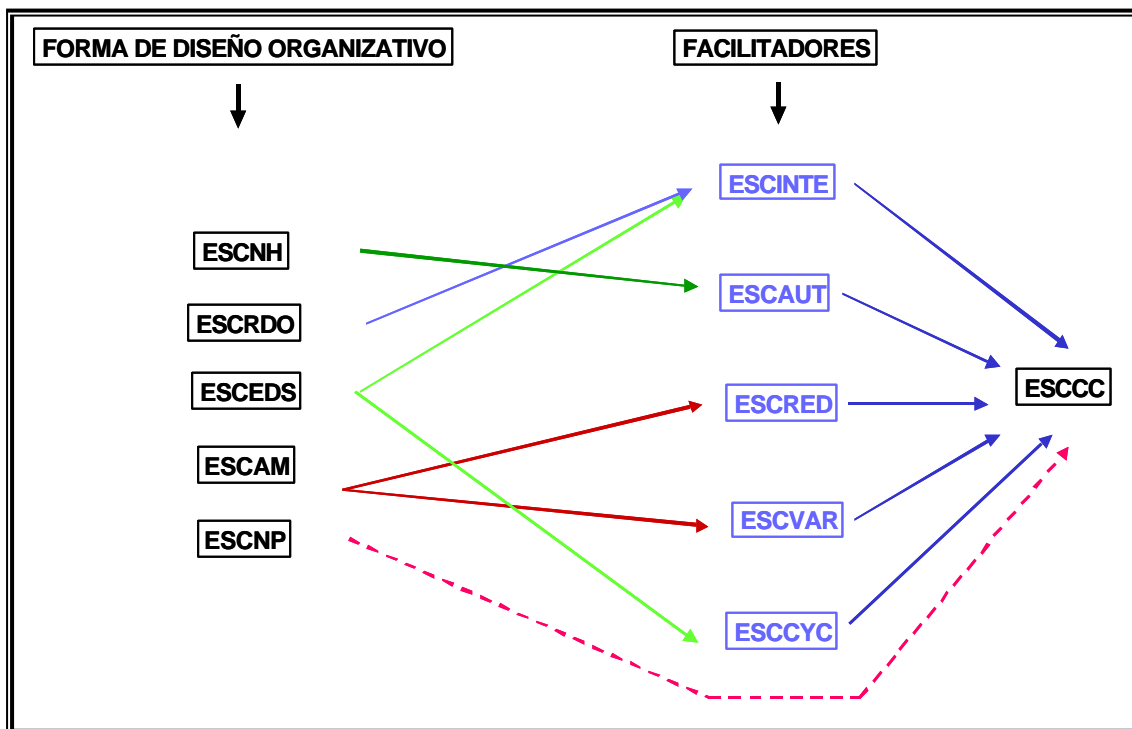 FORMA DE DISEÑO ORGANIZATIVO
FACILITADORES
ESCINTE
ESCNH
ESCAUT
ESCRDO
ESCEDS
ESCRED
ESCCC
ESCAM
ESCVAR
ESCNP
ESCCYC